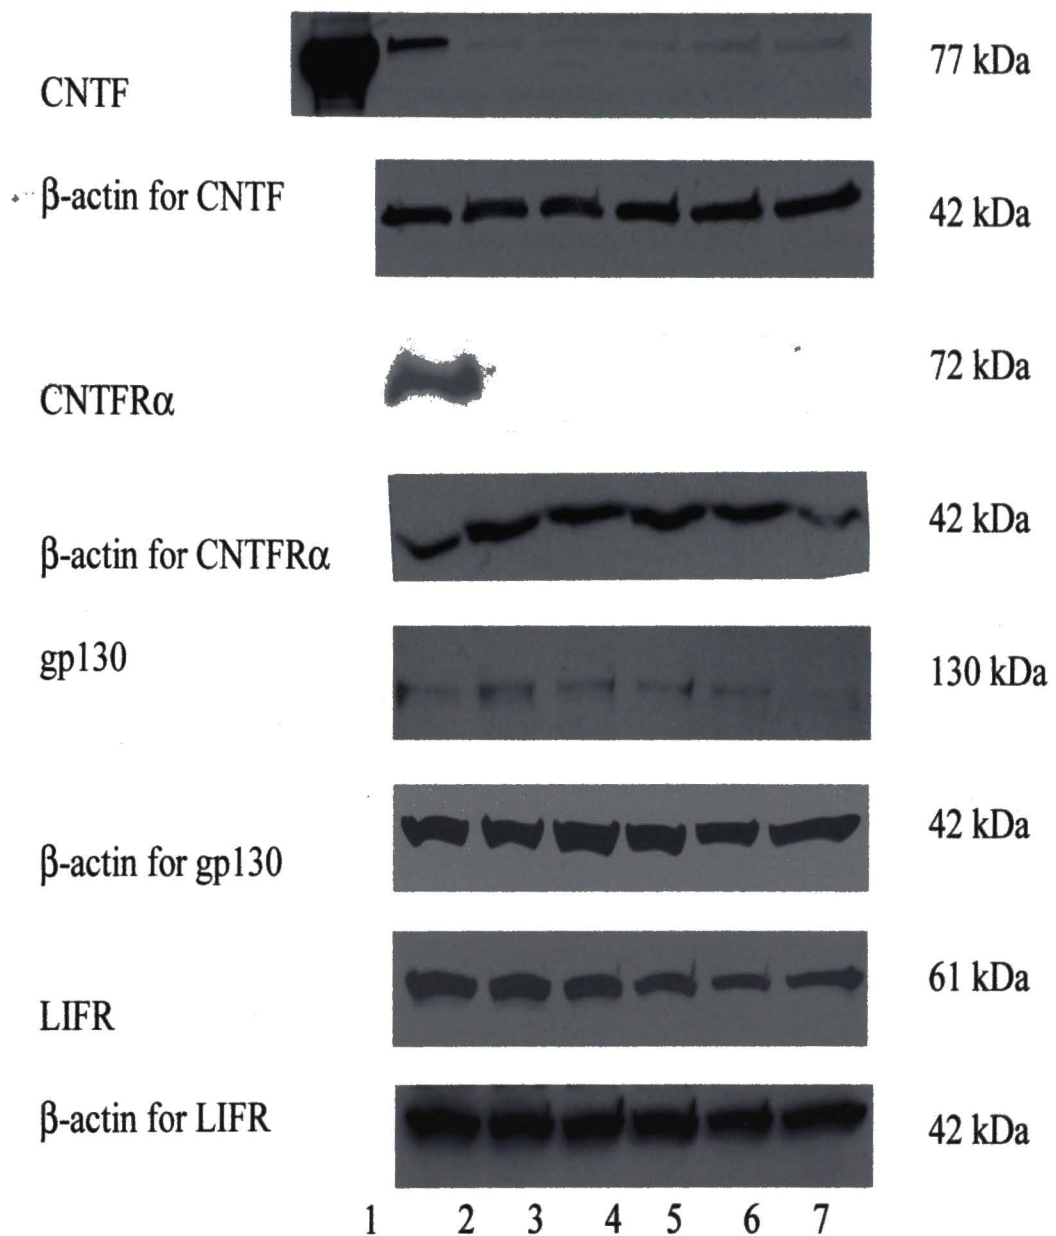 77 kDa
CNTF
β-actin for CNTF
42 kDa
72 kDa
CNTFRα
42 kDa
β-actin for CNTFRα
gp130
130 kDa
42 kDa
β-actin for gp130
61 kDa
LIFR
β-actin for LIFR
42 kDa
1 2 3 4 5 6 7